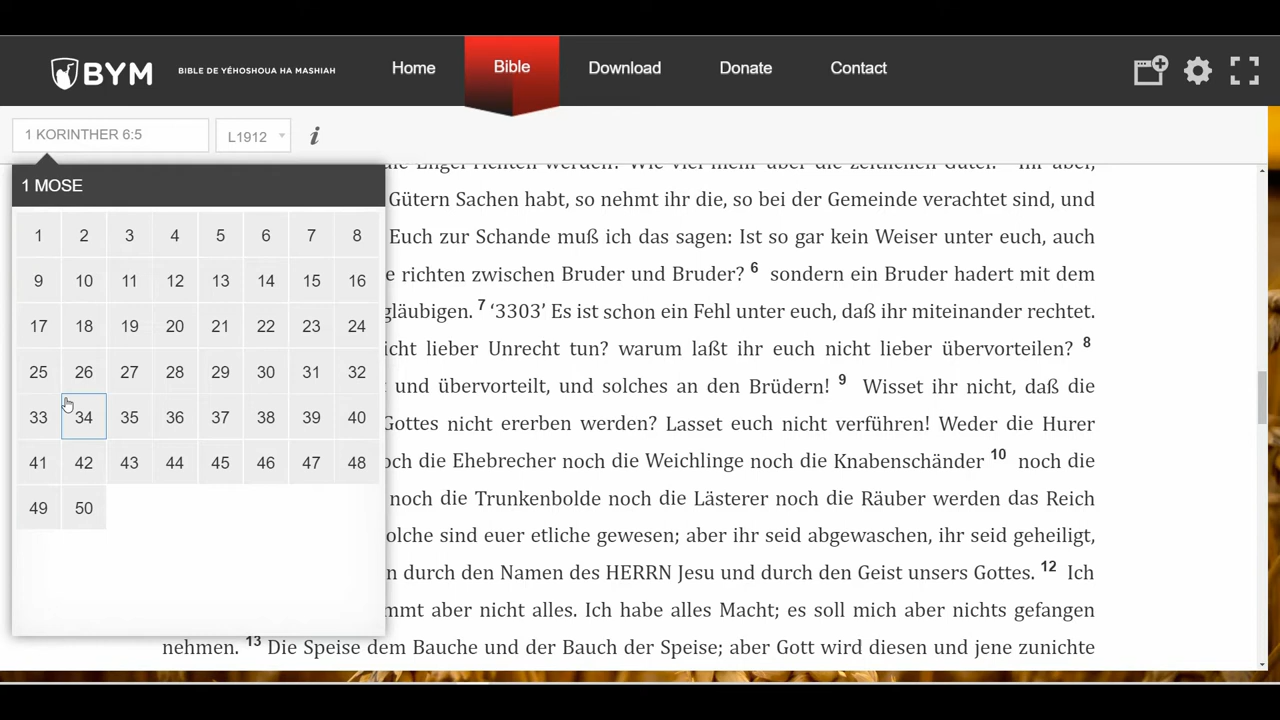 BYM BIBLE DE YÉHOSHOUA HA MASHIAH Home Bible Download Donate Contact
1 KORINTHER 6:5 L1912 i
1 MOSE
1 2 3 4 5 6 7 8
9 10 11 12 13 14 15 16
17 18 19 20 21 22 23 24
25 26 27 28 29 30 31 32
33 34 35 36 37 38 39 40
41 42 43 44 45 46 47 48
49 50
die Engel richten werden? Wie viel mehr über die zeitlichen Güter.
Gütern Sachen habt, so nehmt ihr die, so bei der Gemeinde verachtet sind, und
Euch zur Schande muß ich das sagen: Ist so gar kein Weiser unter euch, auch
e richten zwischen Bruder und Bruder? 6 sondern ein Bruder hadert mit dem
gläubigen. 7 ‘3303’ Es ist schon ein Fehl unter euch, daß ihr miteinander rechtet.
cht lieber Unrecht tun? warum laßt ihr euch nicht lieber übervorteilen? 8
und übervorteilt, und solches an den Brüdern! 9 Wisset ihr nicht, daß die
Gottes nicht ererben werden? Lasset euch nicht verführen! Weder die Hurer
och die Ehebrecher noch die Weichlinge noch die Knabenschänder 10 noch die
noch die Trunkenbolde noch die Lästerer noch die Räuber werden das Reich
olche sind euer etliche gewesen; aber ihr seid abgewaschen, ihr seid geheiligt,
n durch den Namen des HERRN Jesu und durch den Geist unsers Gottes. 12 Ich
mmt aber nicht alles. Ich habe alles Macht; es soll mich aber nichts gefangen
nehmen. 13 Die Speise dem Bauche und der Bauch der Speise; aber Gott wird diesen und jene zunichte